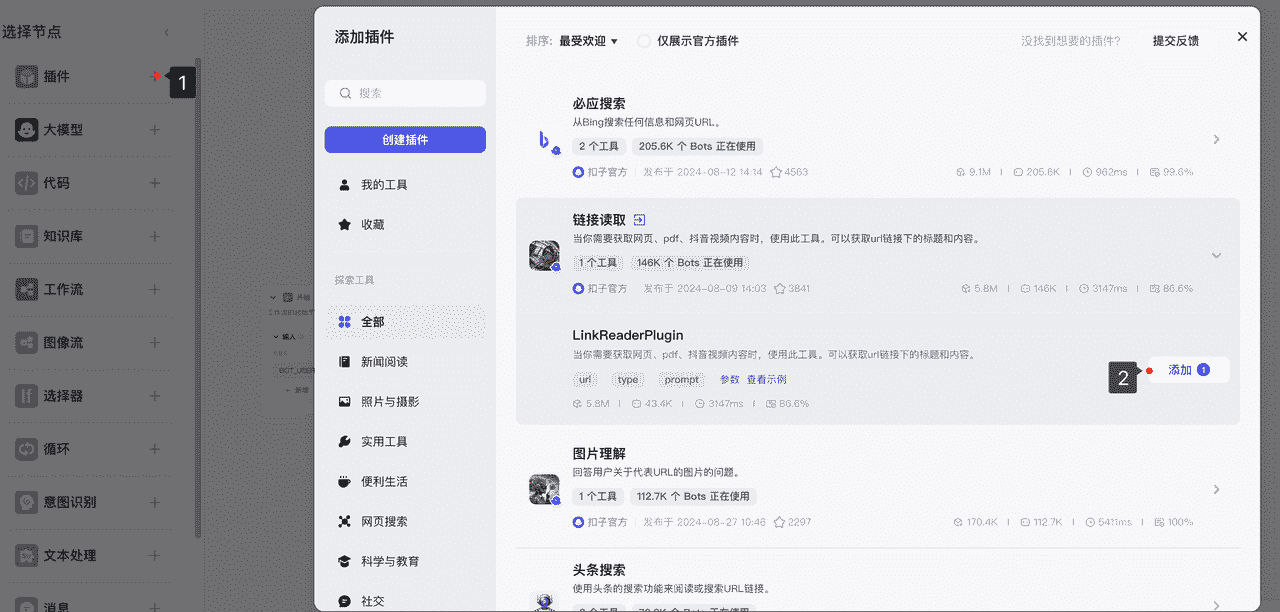 选择节点
插件
1
大模型
代码
知识库
工作流
图像流
选择器
循环
意图识别
文本处理
消息
输入
添加插件
搜索
创建插件
我的工具
收藏
探索工具
全部
新闻阅读
照片与摄影
实用工具
便利生活
网页搜索
科学与教育
社交
排序: 最受欢迎 仅展示官方插件 没找到想要的插件? 提交反馈
必应搜索
从Bing搜索任何信息和网页URL。
2 个工具 205.6K 个 Bots 正在使用
扣子官方 发布于 2024-08-12 14:14 4563 9.1M 205.6K 962ms 99.6%
链接读取
当你需要获取网页、pdf、抖音视频内容时，使用此工具。可以获取url链接下的标题和内容。
1 个工具 146K 个 Bots 正在使用
扣子官方 发布于 2024-08-09 14:03 3841 5.8M 146K 3147ms 86.6%
LinkReaderPlugin
当你需要获取网页、pdf、抖音视频内容时，使用此工具。可以获取url链接下的标题和内容。
url type prompt 参数 查看示例
2 添加 1
5.8M 43.4K 3147ms 86.6%
图片理解
回答用户关于代表URL的图片的问题。
1 个工具 112.7K 个 Bots 正在使用
扣子官方 发布于 2024-08-27 10:46 2297 170.4K 112.7K 5411ms 100%
头条搜索
使用头条的搜索功能来阅读或搜索URL链接。